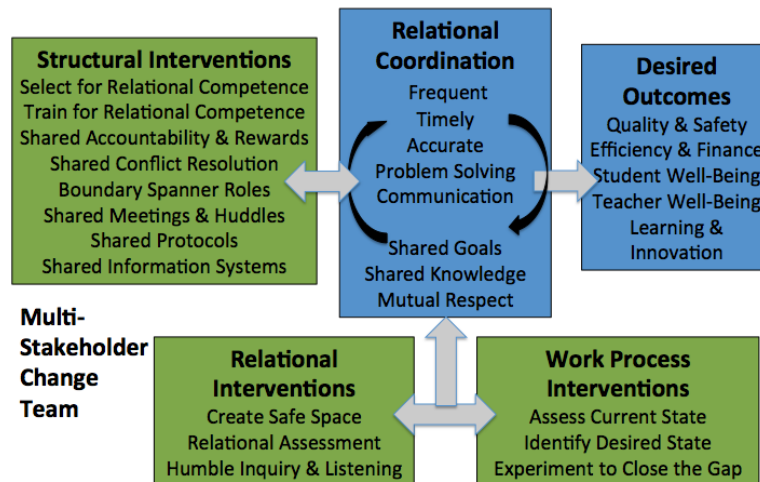 Structural Interventions
Select for Relational Competence
Train for Relational Competence
Shared Accountability & Rewards
Shared Conflict Resolution
Boundary Spanner Roles
Shared Meetings & Huddles
Shared Protocols
Shared Information Systems
Relational
Coordination
Frequent
Timely
Accurate
Problem Solving
Communication
Shared Goals
Shared Knowledge
Mutual Respect
Desired
Outcomes
Quality & Safety
Efficiency & Finance
Student Well-Being
Teacher Well-Being
Learning &
Innovation
Multi-
Stakeholder
Change
Team
Relational
Interventions
Create Safe Space
Relational Assessment
Humble Inquiry & Listening
Work Process
Interventions
Assess Current State
Identify Desired State
Experiment to Close the Gap